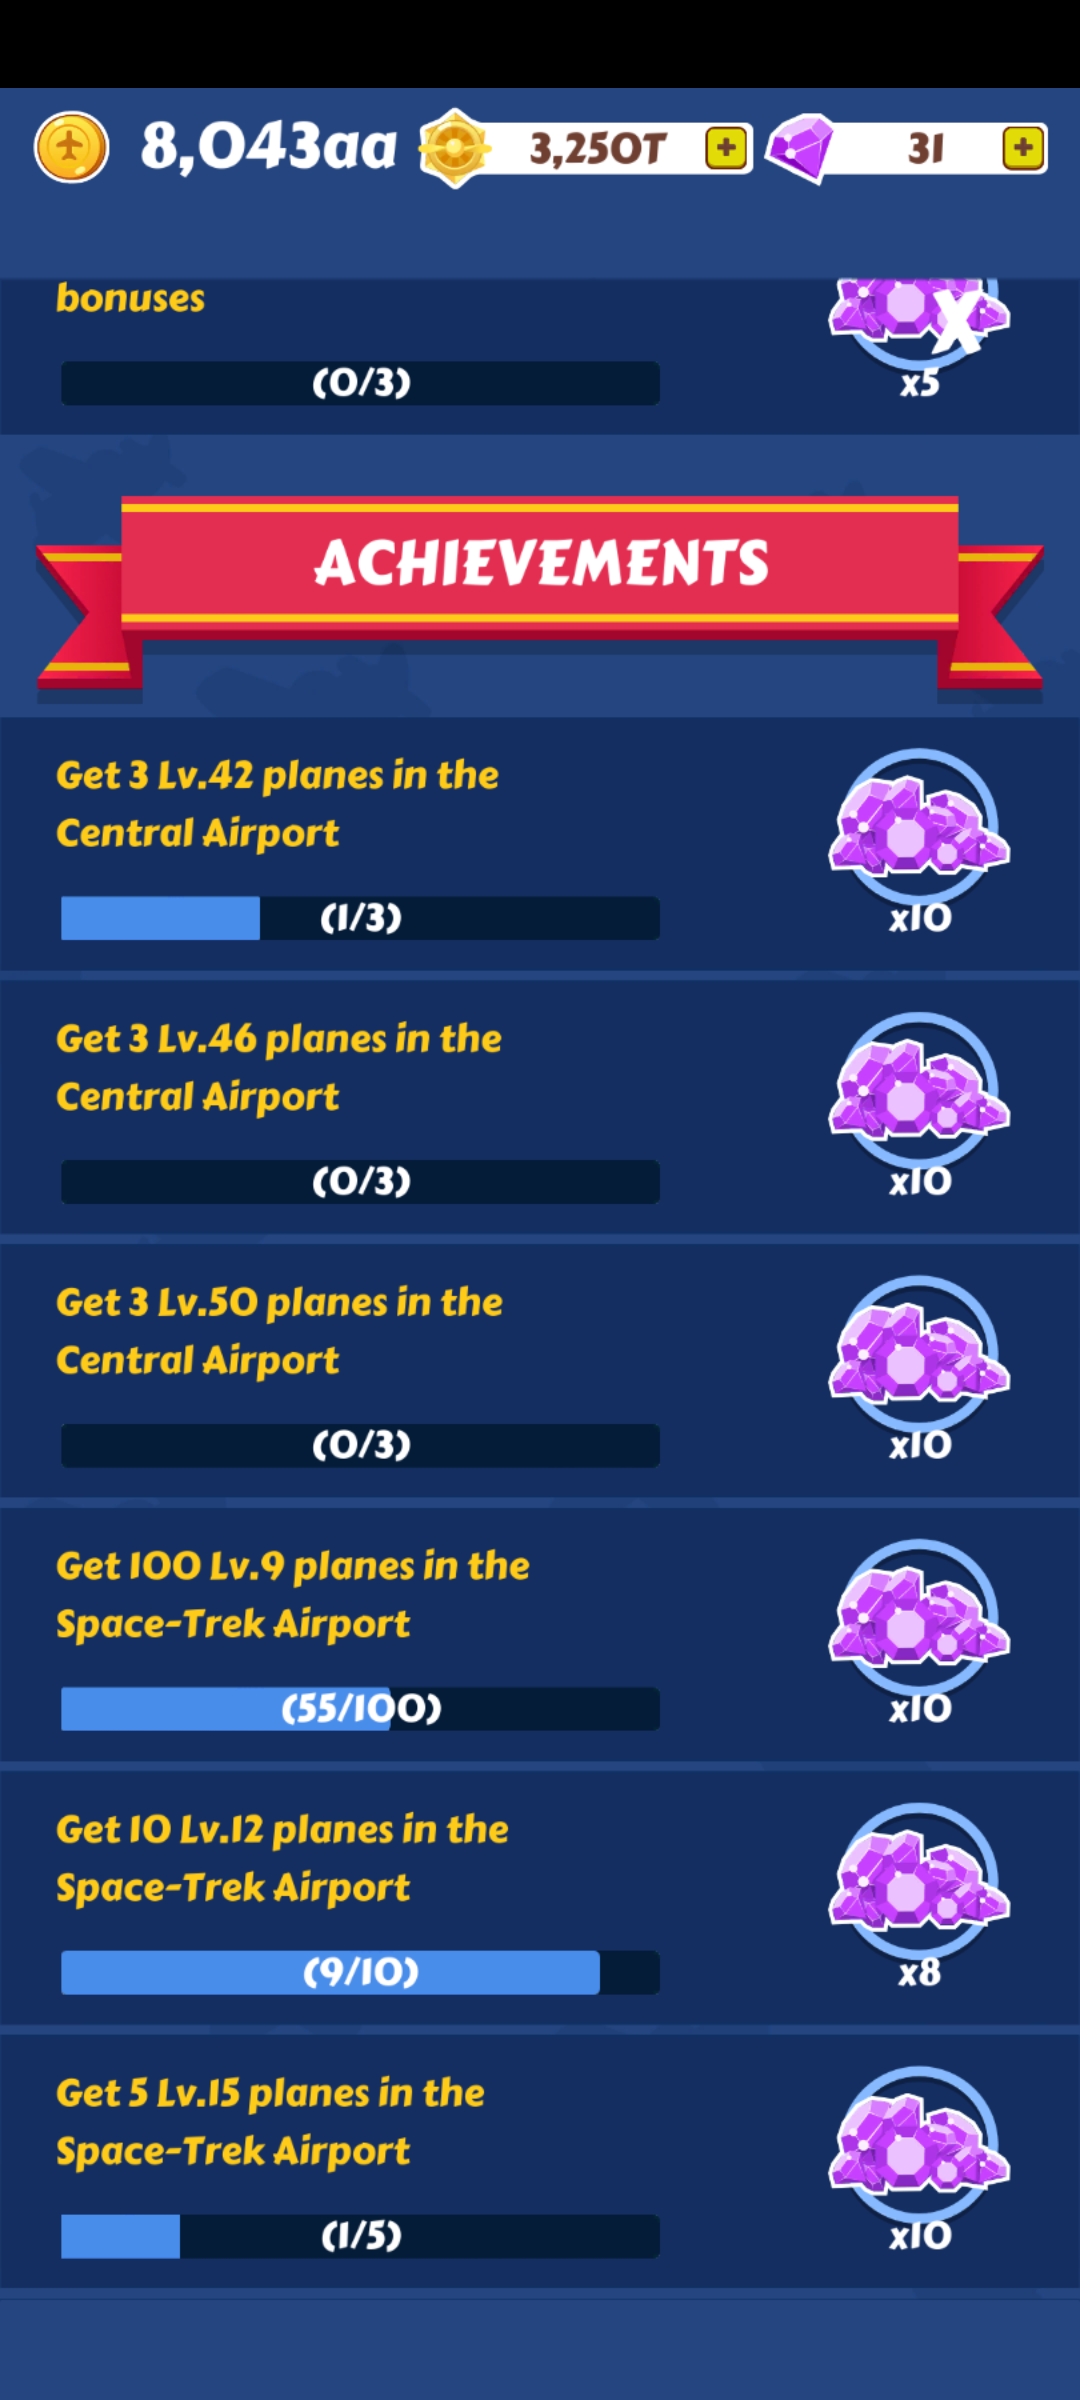 8,043aa 3,250T + 31 +
bonuses
(0/3)
X
x5
ACHIEVEMENTS
Get 3 Lv.42 planes in the
Central Airport
(1/3)
x10
Get 3 Lv.46 planes in the
Central Airport
(0/3)
x10
Get 3 Lv.50 planes in the
Central Airport
(0/3)
x10
Get 100 Lv.9 planes in the
Space-Trek Airport
(55/100)
x10
Get 10 Lv.12 planes in the
Space-Trek Airport
(9/10)
x8
Get 5 Lv.15 planes in the
Space-Trek Airport
(1/5)
x10